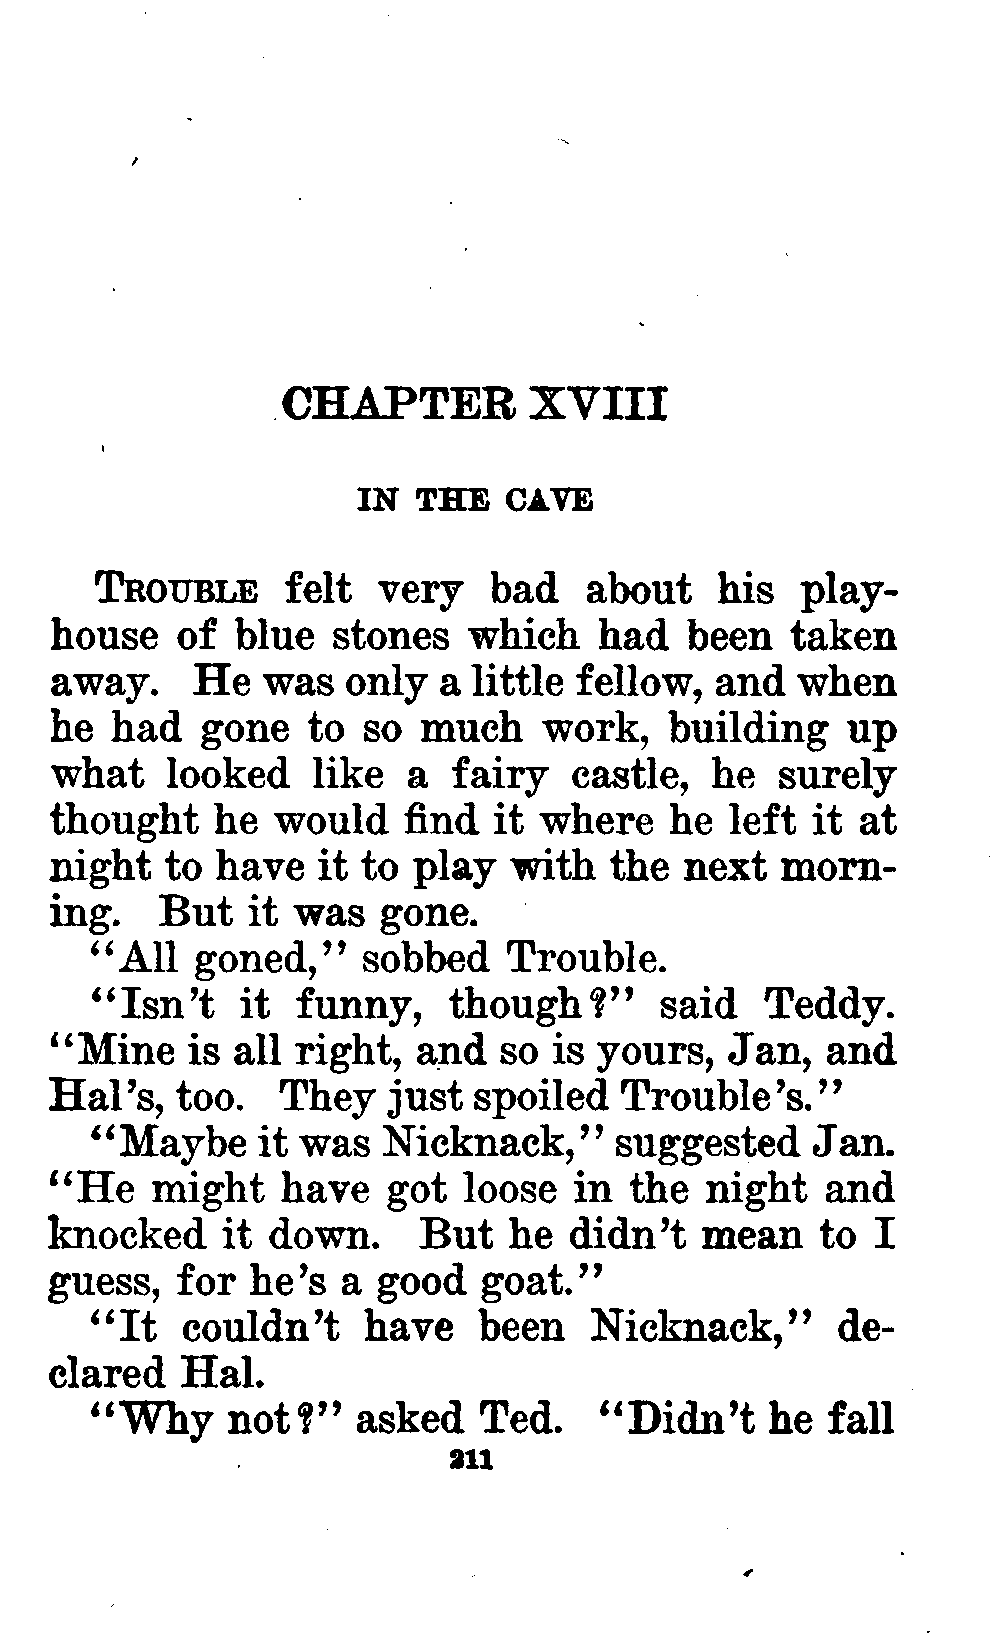 CHAPTER XVIII
IN THE CAVE
TROUBLE felt very bad about his play-
house of blue stones which had been taken
away. He was only a little fellow, and when
he had gone to so much work, building up
what looked like a fairy castle, he surely
thought he would find it where he left it at
night to have it to play with the next morn-
ing. But it was gone.
“All goned,” sobbed Trouble.
“Isn't it funny, though?” said Teddy.
“Mine is all right, and so is yours, Jan, and
Hal's, too. They just spoiled Trouble's.”
“Maybe it was Nicknack,” suggested Jan.
“He might have got loose in the night and
knocked it down. But he didn't mean to I
guess, for he's a good goat.”
“It couldn't have been Nicknack,” de-
clared Hal.
“Why not?” asked Ted. “Didn't he fall
211